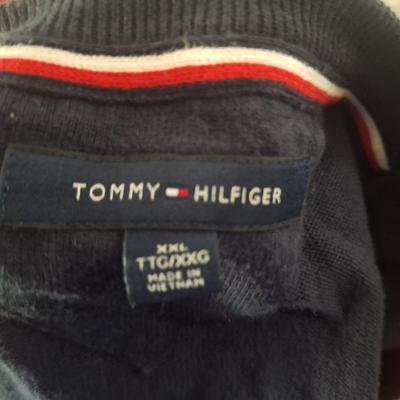 TOMMY HILFIGER
XXL
TTG/XXG
MADE IN
VIETNAM